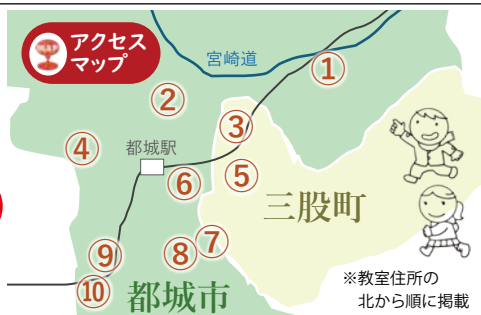 アクセス
マップ
宮崎道
①
②
③
④
都城駅
⑤
⑥
三股町
⑦
⑧
⑨
⑩
都城市
※教室住所の
北から順に掲載